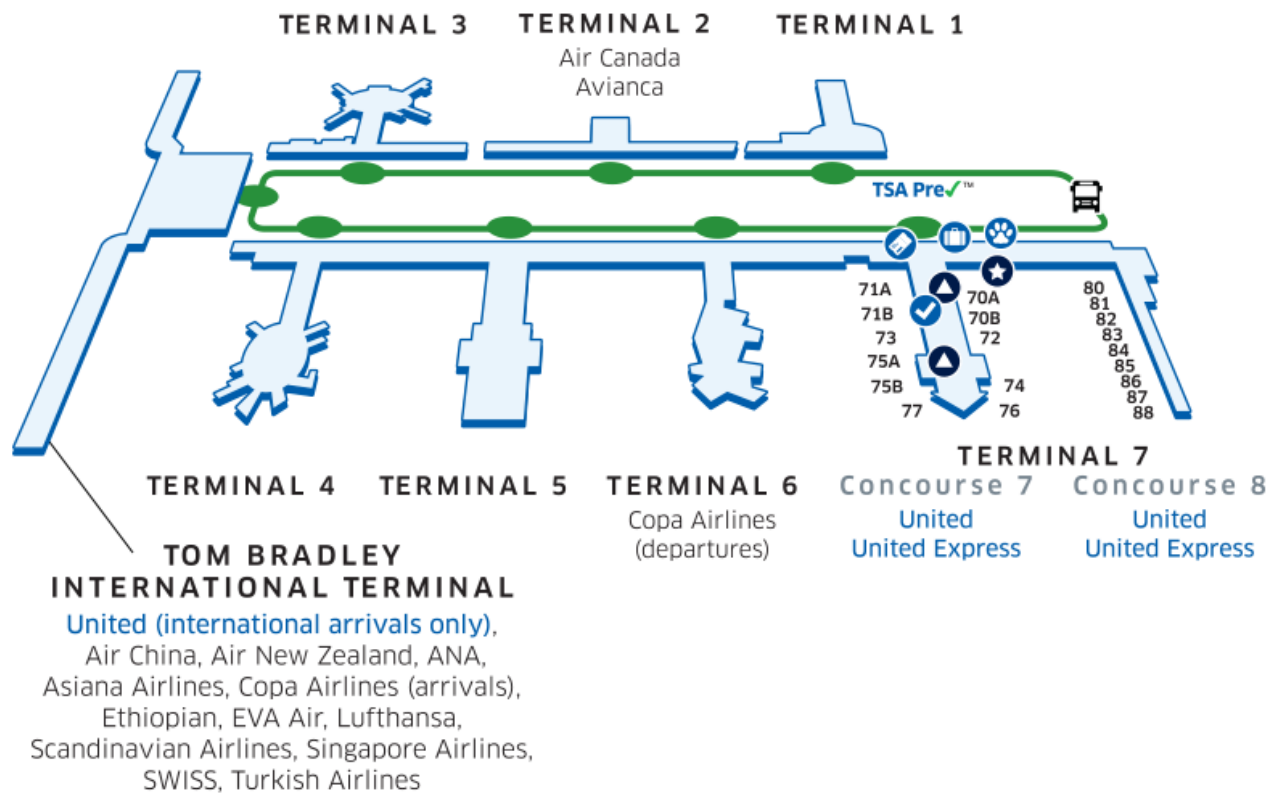 TERMINAL 3
TERMINAL 2
Air Canada
Avianca
TERMINAL 1
TSA Pre✓™
71A
71B
73
75A
75B
77
70A
70B
72
74
76
80
81
82
83
84
85
86
87
88
TERMINAL 4
TERMINAL 5
TERMINAL 6
Copa Airlines
(departures)
TERMINAL 7
Concourse 7
United
United Express
Concourse 8
United
United Express
TOM BRADLEY
INTERNATIONAL TERMINAL
United (international arrivals only),
Air China, Air New Zealand, ANA,
Asiana Airlines, Copa Airlines (arrivals),
Ethiopian, EVA Air, Lufthansa,
Scandinavian Airlines, Singapore Airlines,
SWISS, Turkish Airlines